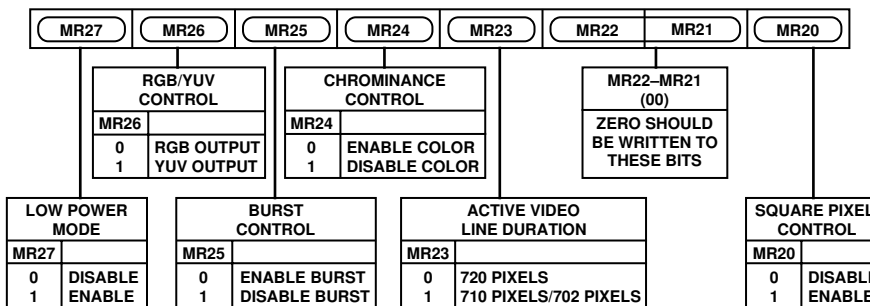 MR27 MR26 MR25 MR24 MR23 MR22 MR21 MR20
RGB/YUV
CONTROL
MR26
0 RGB OUTPUT
1 YUV OUTPUT
CHROMINANCE
CONTROL
MR24
0 ENABLE COLOR
1 DISABLE COLOR
MR22–MR21
(00)
ZERO SHOULD
BE WRITTEN TO
THESE BITS
LOW POWER
MODE
MR27
0 DISABLE
1 ENABLE
BURST
CONTROL
MR25
0 ENABLE BURST
1 DISABLE BURST
ACTIVE VIDEO
LINE DURATION
MR23
0 720 PIXELS
1 710 PIXELS/702 PIXELS
SQUARE PIXEL
CONTROL
MR20
0 DISABLE
1 ENABLE